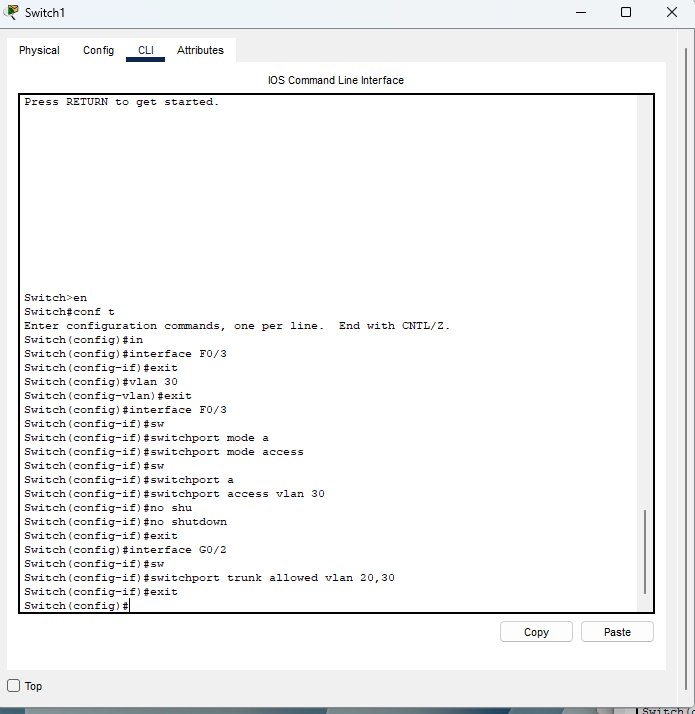 Switch1
Physical Config CLI Attributes
IOS Command Line Interface
Press RETURN to get started.
Switch>en
Switch#conf t
Enter configuration commands, one per line.  End with CNTL/Z.
Switch(config)#in
Switch(config)#interface F0/3
Switch(config-if)#exit
Switch(config)#vlan 30
Switch(config-vlan)#exit
Switch(config)#interface F0/3
Switch(config-if)#sw
Switch(config-if)#switchport mode a
Switch(config-if)#switchport mode access
Switch(config-if)#sw
Switch(config-if)#switchport a
Switch(config-if)#switchport access vlan 30
Switch(config-if)#no shu
Switch(config-if)#no shutdown
Switch(config-if)#exit
Switch(config)#interface G0/2
Switch(config-if)#sw
Switch(config-if)#switchport trunk allowed vlan 20,30
Switch(config-if)#exit
Switch(config)#
Copy Paste
Top